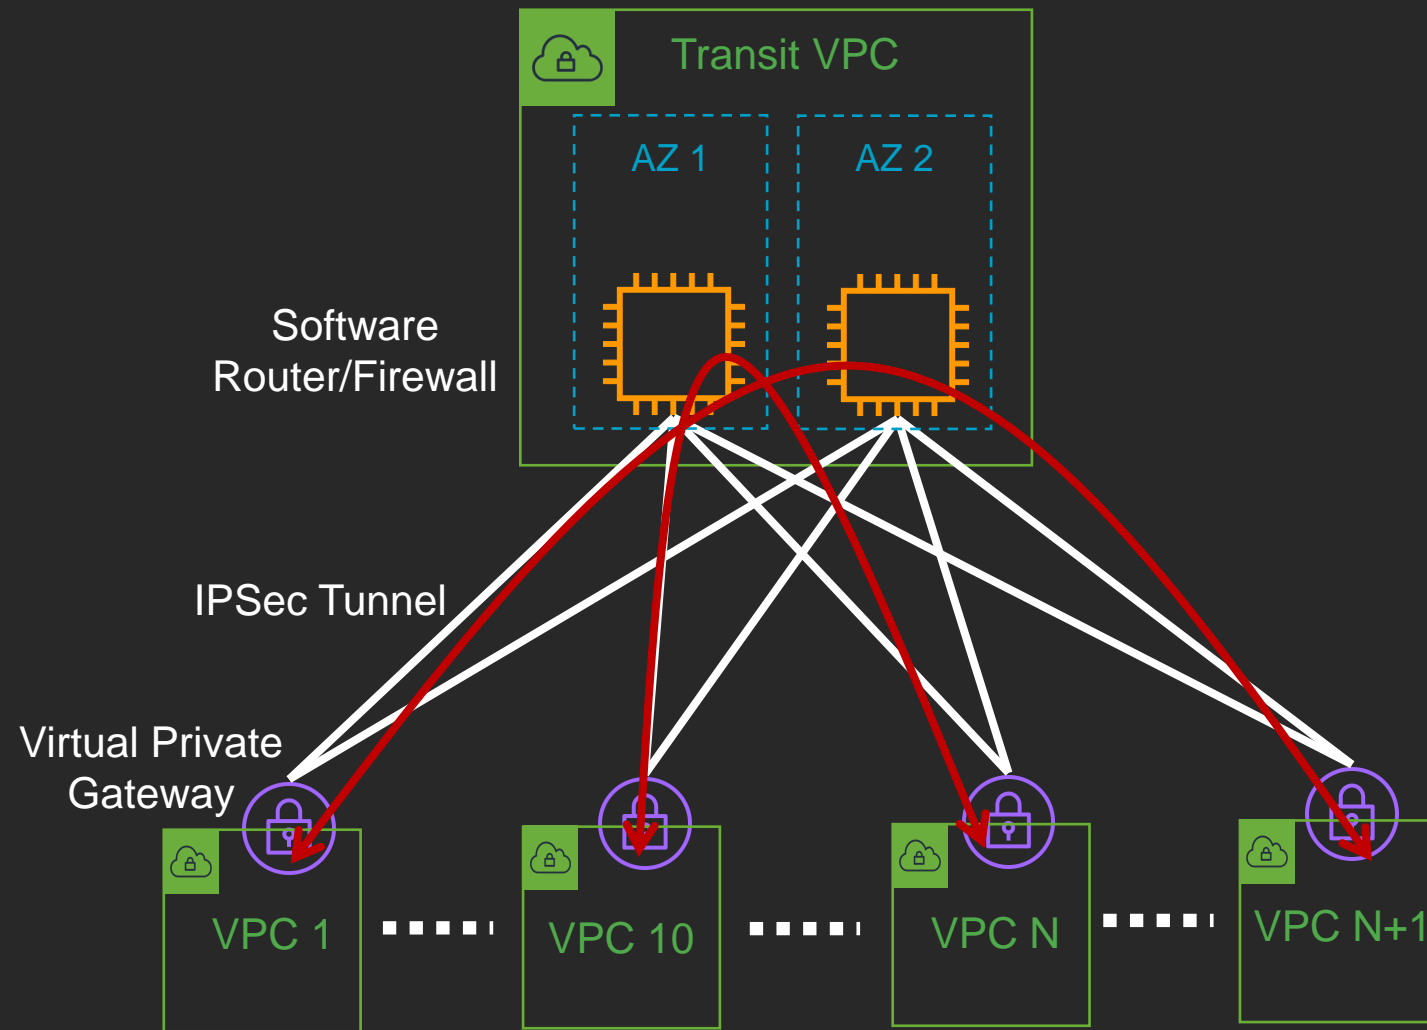 Transit VPC
AZ 1
AZ 2
Software
Router/Firewall
IPSec Tunnel
Virtual Private
Gateway
VPC 1
VPC 10
VPC N
VPC N+1